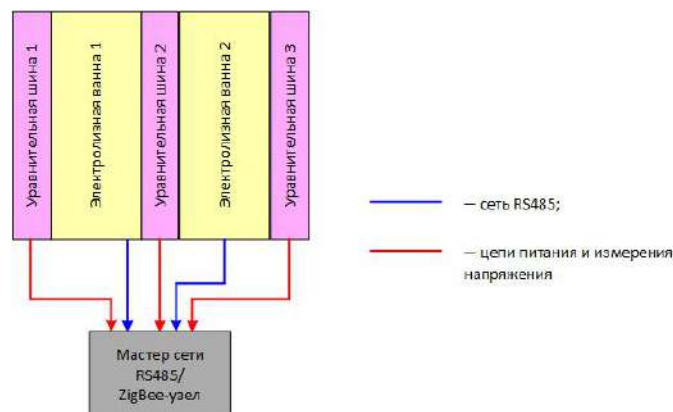 Уравнительная шина 1
Электролизная ванна 1
Уравнительная шина 2
Электролизная ванна 2
Уравнительная шина 3
— сеть RS485;
— цепи питания и измерения
напряжения
Мастер сети
RS485/
ZigBee-узел